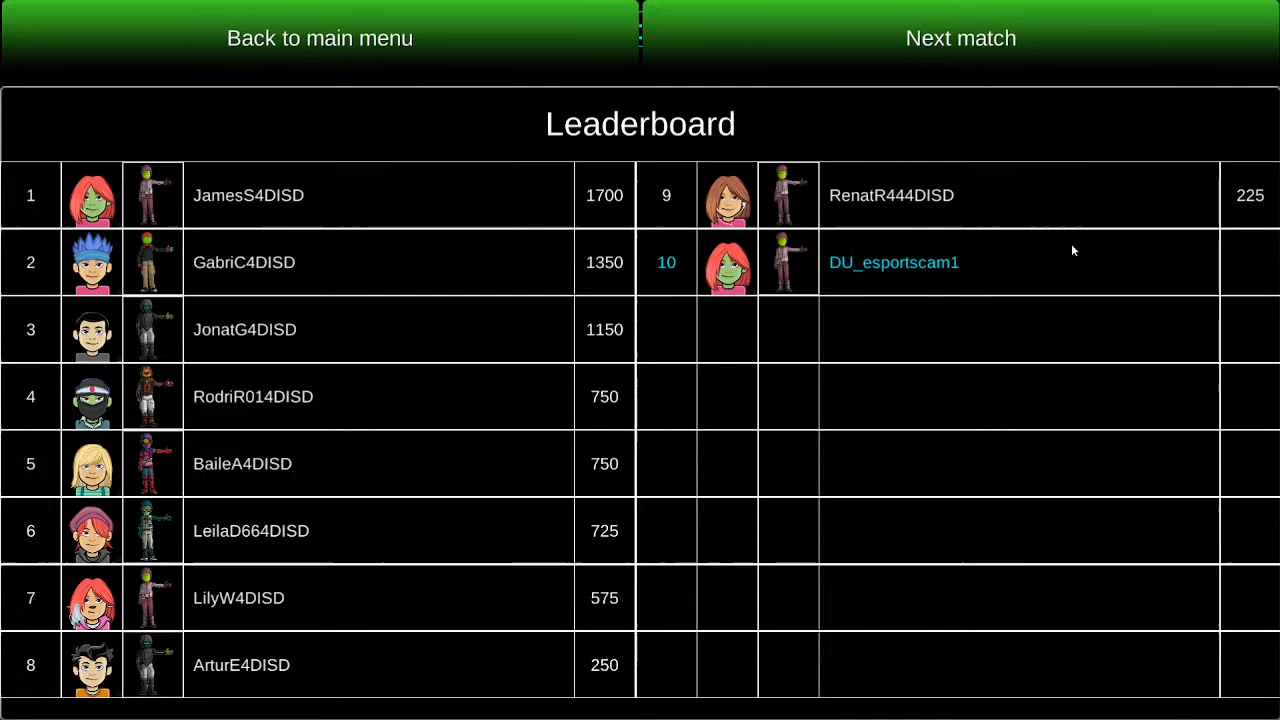 Back to main menu
Next match
Leaderboard
1 JamesS4DISD 1700
2 GabriC4DISD 1350
3 JonatG4DISD 1150
4 RodriR014DISD 750
5 BaileA4DISD 750
6 LeilaD664DISD 725
7 LilyW4DISD 575
8 ArturE4DISD 250
9 RenatR444DISD 225
10 DU_esportscam1